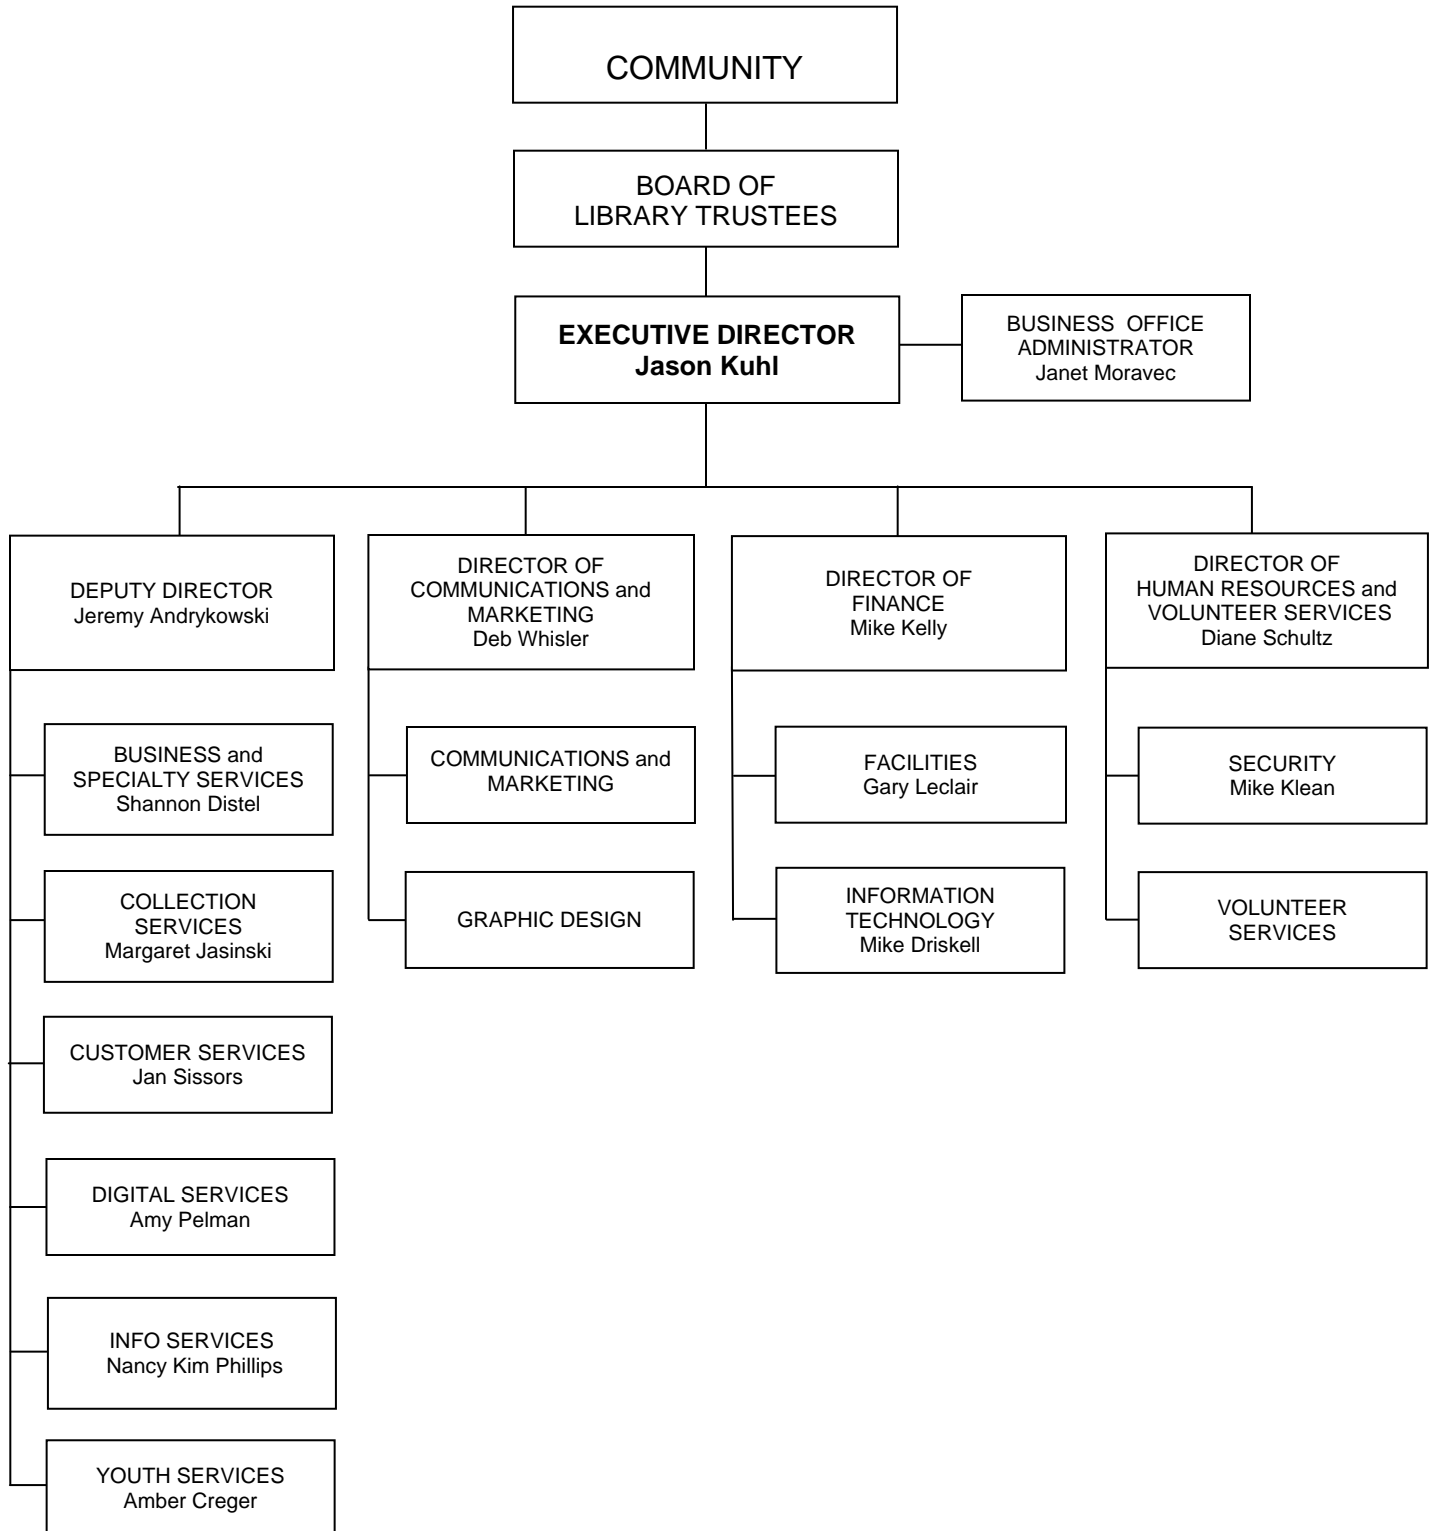 COMMUNITY
BOARD OF
LIBRARY TRUSTEES
EXECUTIVE DIRECTOR
Jason Kuhl
BUSINESS OFFICE
ADMINISTRATOR
Janet Moravec
DEPUTY DIRECTOR
Jeremy Andrykowski
BUSINESS and
SPECIALTY SERVICES
Shannon Distel
COLLECTION
SERVICES
Margaret Jasinski
CUSTOMER SERVICES
Jan Sissors
DIGITAL SERVICES
Amy Pelman
INFO SERVICES
Nancy Kim Phillips
YOUTH SERVICES
Amber Creger
DIRECTOR OF
COMMUNICATIONS and
MARKETING
Deb Whisler
COMMUNICATIONS and
MARKETING
GRAPHIC DESIGN
DIRECTOR OF
FINANCE
Mike Kelly
FACILITIES
Gary Leclair
INFORMATION
TECHNOLOGY
Mike Driskell
DIRECTOR OF
HUMAN RESOURCES and
VOLUNTEER SERVICES
Diane Schultz
SECURITY
Mike Klean
VOLUNTEER
SERVICES